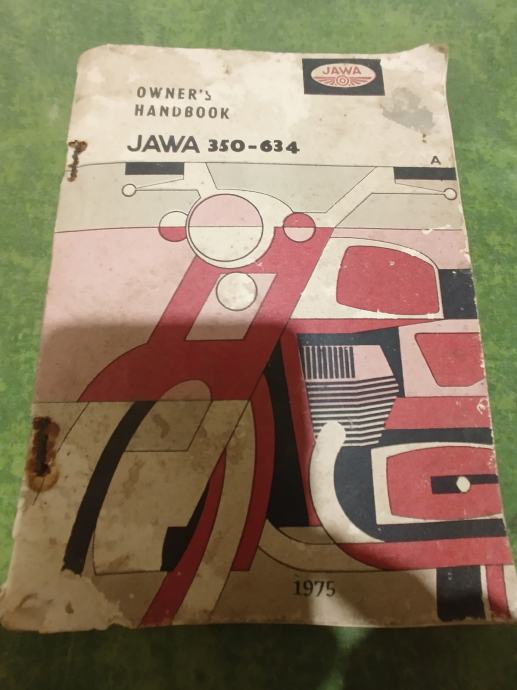 JAWA
OWNER'S
HANDBOOK
JAWA 350-634
A
1975